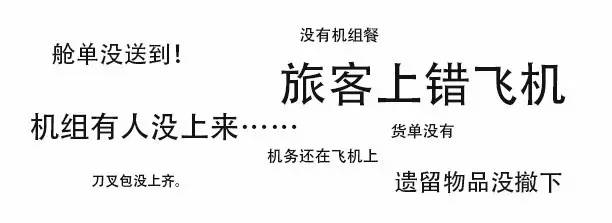 没有机组餐
舱单没送到！
旅客上错飞机
机组有人没上来……
货单没有
机务还在飞机上
刀叉包没上齐。
遗留物品没撤下